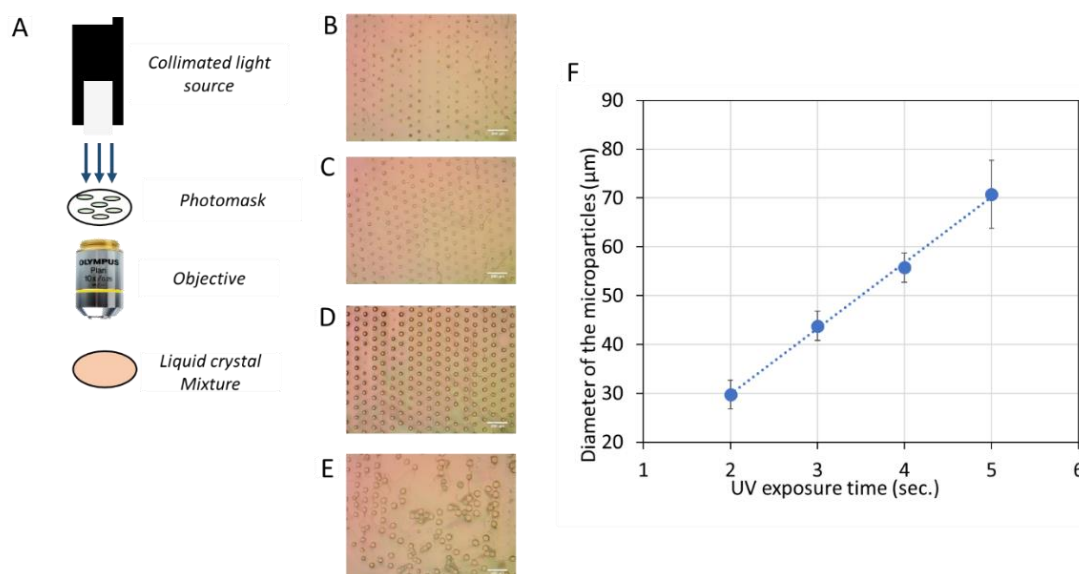 A
Collimated light
source
Photomask
OLYMPUS
Plan
Objective
Liquid crystal
Mixture
B
C
D
E
F
Diameter of the microparticles (µm)
90
80
70
60
50
40
30
20
1 2 3 4 5 6
UV exposure time (sec.)